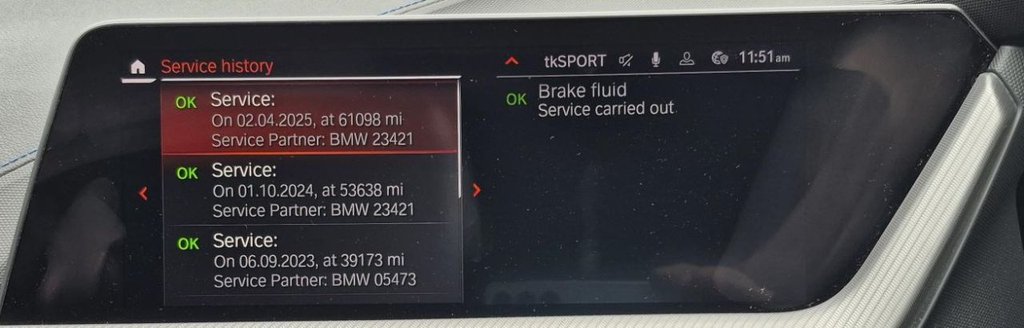 Service history
tkSPORT 11:51am
OK Service:
On 02.04.2025, at 61098 mi
Service Partner: BMW 23421
OK Service:
On 01.10.2024, at 53638 mi
Service Partner: BMW 23421
OK Service:
On 06.09.2023, at 39173 mi
Service Partner: BMW 05473
OK Brake fluid
Service carried out.